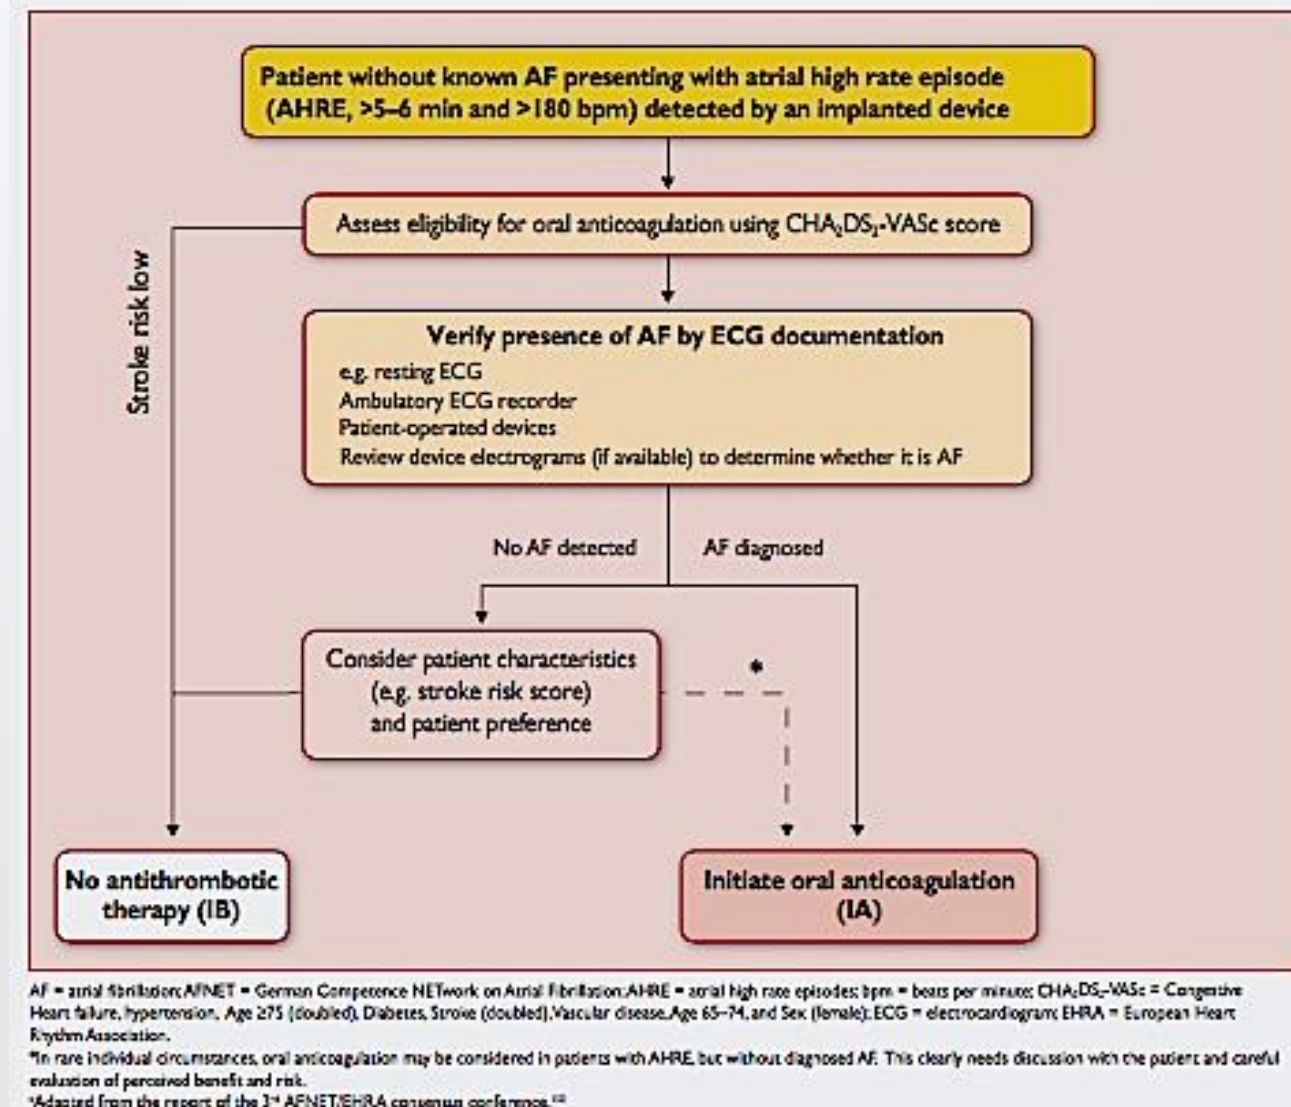 Patient without known AF presenting with atrial high rate episode
(AHRE, >5–6 min and >180 bpm) detected by an implanted device
Assess eligibility for oral anticoagulation using CHA₂DS₂-VASc score
Stroke risk low
Verify presence of AF by ECG documentation
e.g. resting ECG
Ambulatory ECG recorder
Patient-operated devices
Review device electrograms (if available) to determine whether it is AF
No AF detected
AF diagnosed
Consider patient characteristics
(e.g. stroke risk score)
and patient preference
*
No antithrombotic
therapy (IB)
Initiate oral anticoagulation
(IA)
AF = atrial fibrillation; AFNET = German Competence NETwork on Atrial Fibrillation; AHRE = atrial high rate episodes; bpm = beats per minute; CHA₂DS₂-VASc = Congestive
Heart failure, hypertension, Age ≥75 (doubled), Diabetes, Stroke (doubled), Vascular disease, Age 65–74, and Sex (female); ECG = electrocardiogram; EHRA = European Heart
Rhythm Association.
*In rare individual circumstances, oral anticoagulation may be considered in patients with AHRE, but without diagnosed AF. This clearly needs discussion with the patient and careful
evaluation of perceived benefit and risk.
Adapted from the report of the 3rd AFNET/EHRA consensus conference.